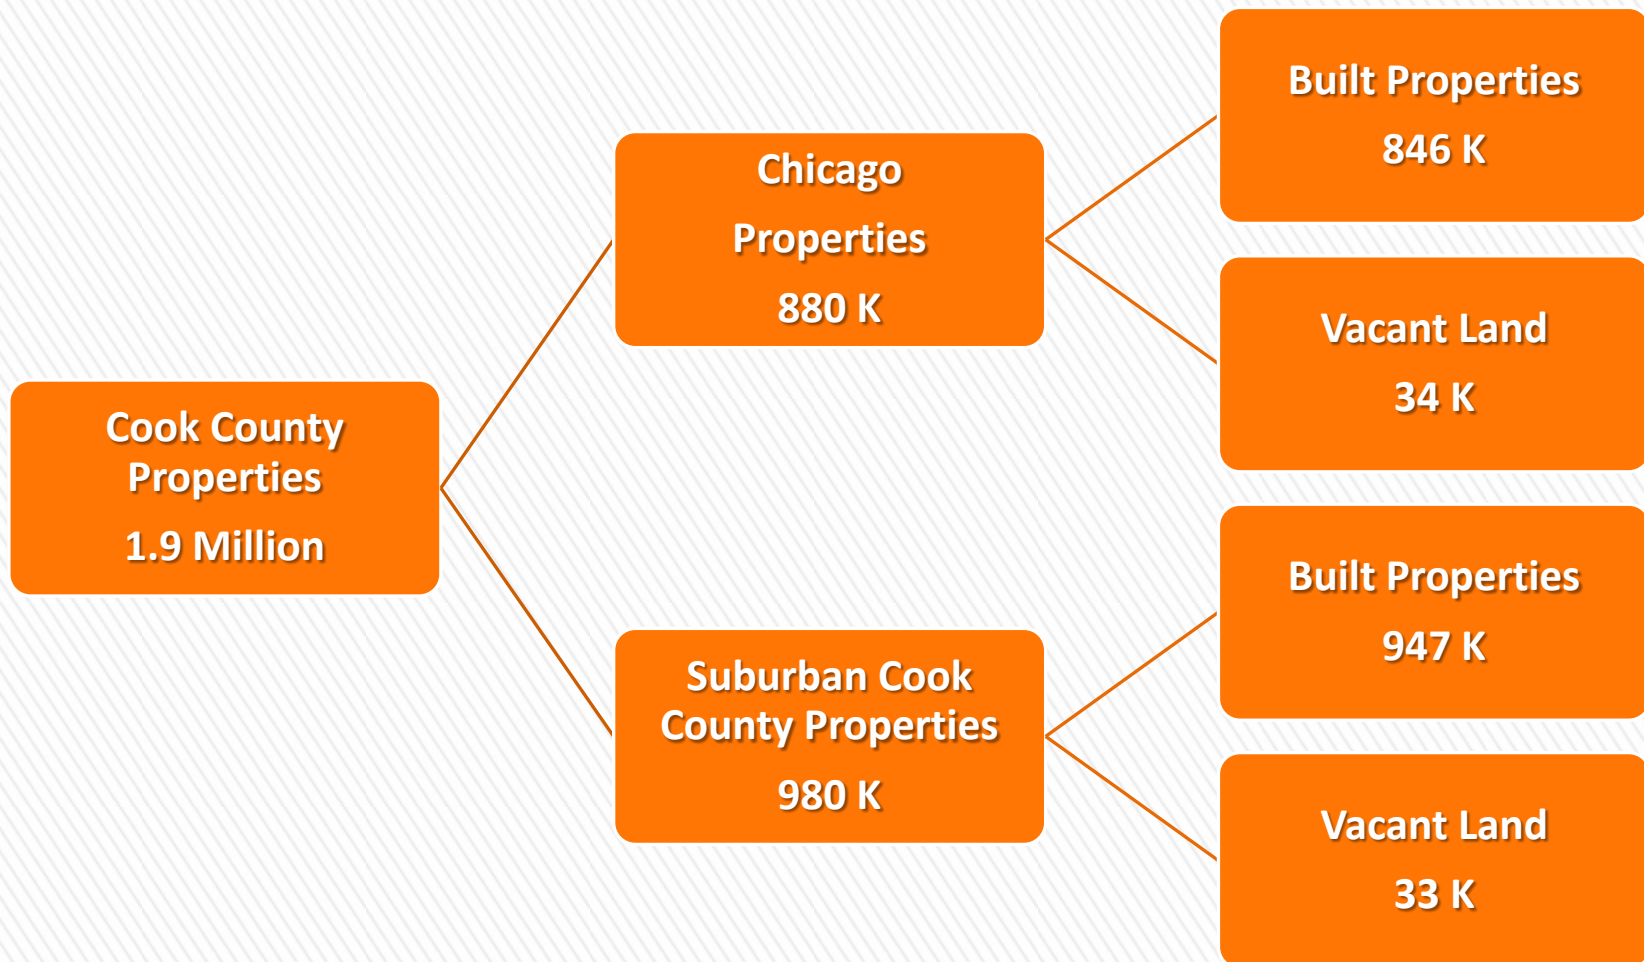 Cook County
Properties
1.9 Million
Chicago
Properties
880 K
Built Properties
846 K
Vacant Land
34 K
Suburban Cook
County Properties
980 K
Built Properties
947 K
Vacant Land
33 K